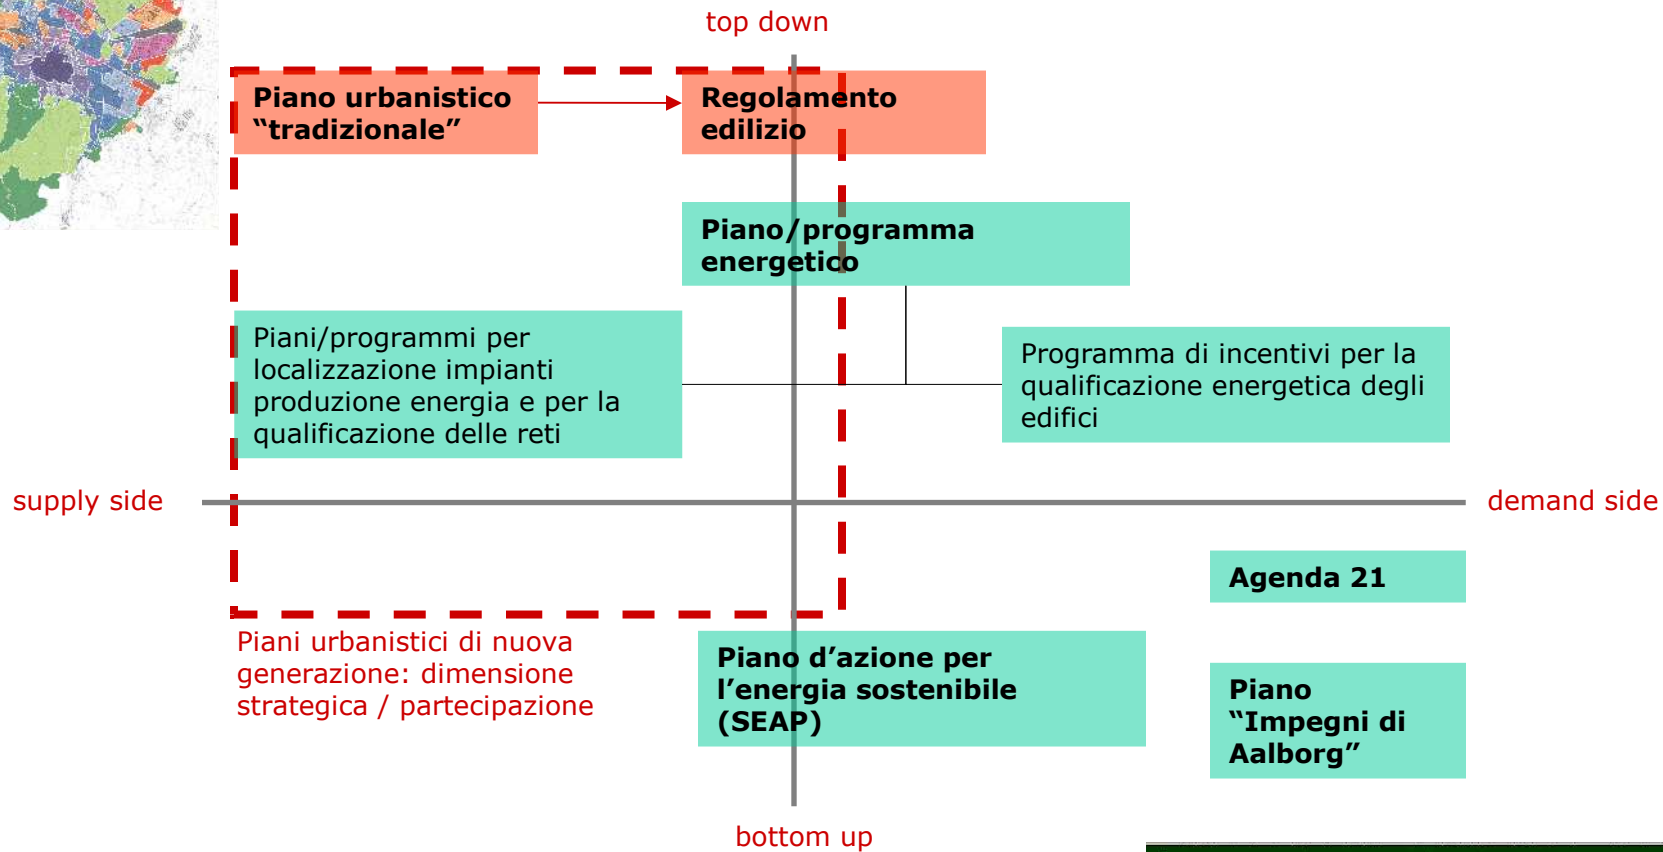 top down
Piano urbanistico
“tradizionale”
Regolamento
edilizio
Piano/programma
energetico
Piani/programmi per
localizzazione impianti
produzione energia e per la
qualificazione delle reti
Programma di incentivi per la
qualificazione energetica degli
edifici
supply side
demand side
Agenda 21
Piani urbanistici di nuova
generazione: dimensione
strategica / partecipazione
Piano d’azione per
l’energia sostenibile
(SEAP)
Piano
“Impegni di
Aalborg”
bottom up